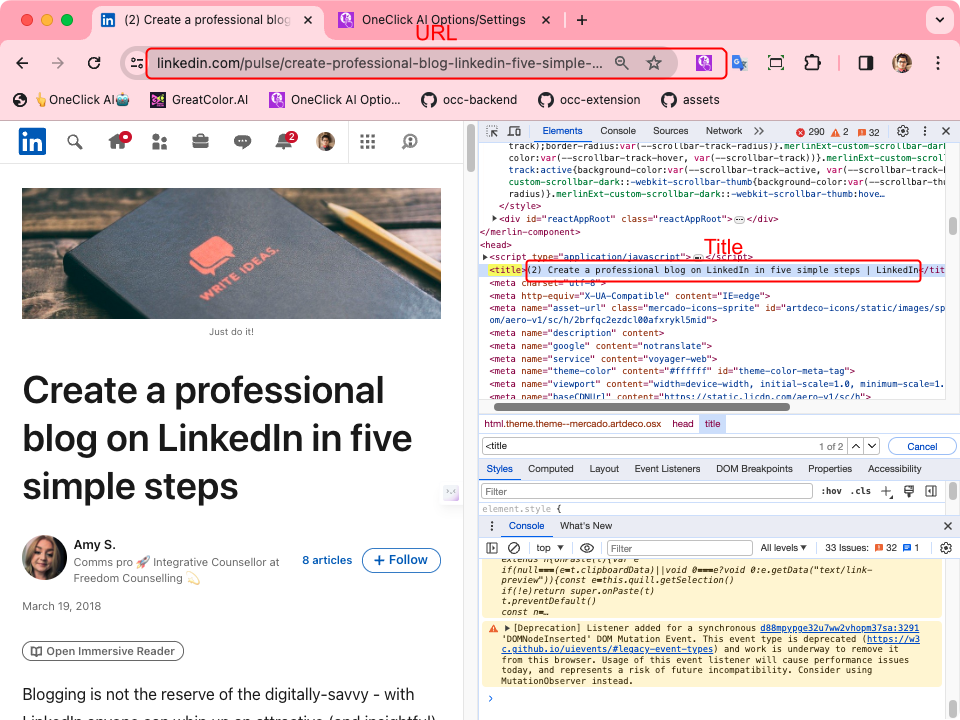 (2) Create a professional blog
OneClick AI Options/Settings
URL
linkedin.com/pulse/create-professional-blog-linkedin-five-simple-...
👆OneClick AI🤖
GreatColor.AI
OneClick AI Optio...
occ-backend
occ-extension
assets
2
WRITE IDEAS.
Just do it!
Create a professional
blog on LinkedIn in five
simple steps
Amy S.
Comms pro 🚀 Integrative Counsellor at
Freedom Counselling 💫
8 articles
+ Follow
March 19, 2018
Open Immersive Reader
Blogging is not the reserve of the digitally-savvy - with
Elements Console Sources Network 290 2 32
track);border-radius:var(--scrollbar-track-radius)}.merlinExt-custom-scrollbar-dark
color:var(--scrollbar-track-hover, var(--scrollbar-track))}.merlinExt-custom-scroll
track:active{background-color:var(--scrollbar-track-active, var(--scrollbar-track-h
custom-scrollbar-dark::-webkit-scrollbar-thumb{background-color:var(--scrollbar-thu
radius)}.merlinExt-custom-scrollbar-dark::-webkit-scrollbar-thumb:hove…
</style>
<div id="reactAppRoot" class="reactAppRoot">…</div>
</merlin-component>
<head>
Title
<script type="application/javascript">…</script>
<title>(2) Create a professional blog on LinkedIn in five simple steps | LinkedIn</tit
<meta charset="utf-8">
<meta http-equiv="X-UA-Compatible" content="IE=edge">
<meta name="asset-url" class="mercado-icons-sprite" id="artdeco-icons/static/images/sp
om/aero-v1/sc/h/2brfqc2ezdcl00afxrykl5mid">
<meta name="description" content>
<meta name="google" content="notranslate">
<meta name="service" content="voyager-web">
<meta name="theme-color" content="#ffffff" id="theme-color-meta-tag">
<meta name="viewport" content="width=device-width, initial-scale=1.0, minimum-scale=1.
<meta name="baseCDNUrl" content="https://static.licdn.com/aero-v1/sc/h">
html.theme.theme--mercado.artdeco.osx head title
<title 1 of 2 Cancel
Styles Computed Layout Event Listeners DOM Breakpoints Properties Accessibility
Filter :hov .cls
element.style {
Console What's New
top Filter All levels 33 Issues: 32 1
extends n{onPaste(t){var e
if(null===(e=t.clipboardData)||void 0===e?void 0:e.getData("text/link-
preview")){const e=this.quill.getSelection()
if(!e)return super.onPaste(t)
t.preventDefault()
const n=…
[Deprecation] Listener added for a synchronous d88mpypge32u7ww2vhopm37sa:3291
'DOMNodeInserted' DOM Mutation Event. This event type is deprecated (https://w3
c.github.io/uievents/#legacy-event-types) and work is underway to remove it
from this browser. Usage of this event listener will cause performance issues
today, and represents a risk of future incompatibility. Consider using
MutationObserver instead.